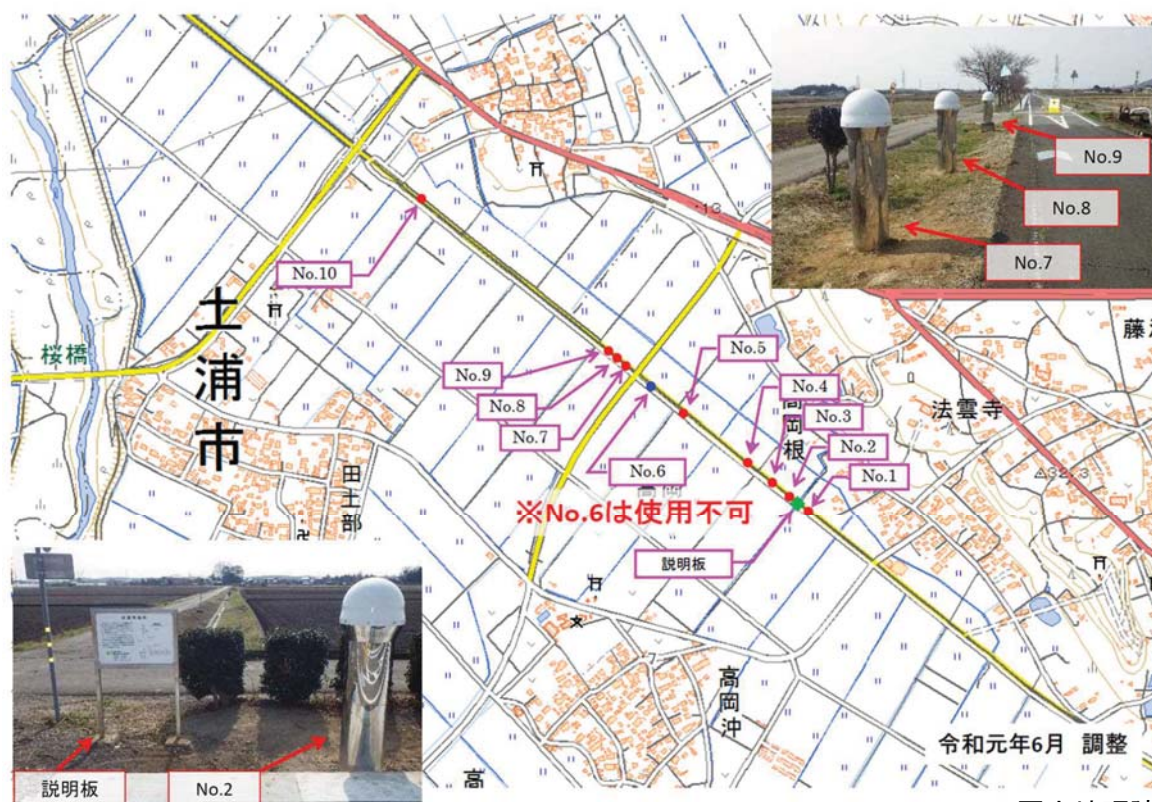 No.9
No.8
No.7
13
No.10
土浦市
桜橋
No.5
No.9
No.4
No.8
高岡根
No.3
法雲寺
No.7
No.2
No.6
No.1
32.3
田土部
※No.6は使用不可
説明板
高岡沖
令和元年6月 調整
説明板
No.2
高